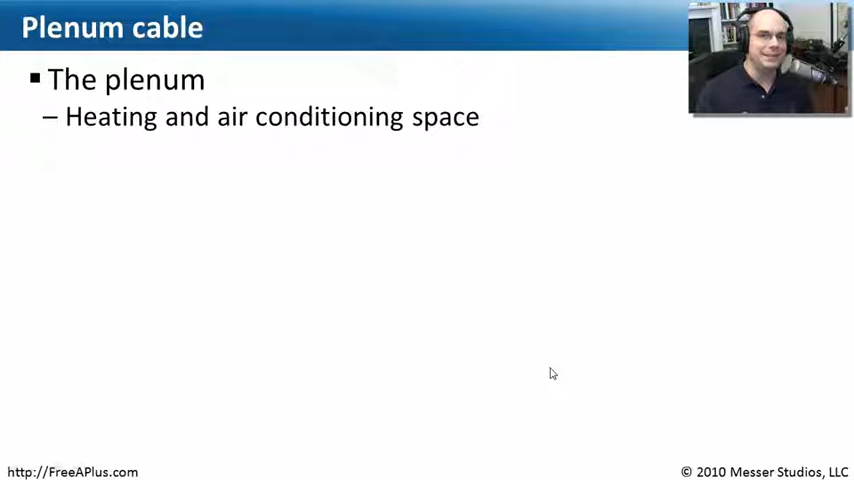 Plenum cable
▪ The plenum
– Heating and air conditioning space
http://FreeAPlus.com
© 2010 Messer Studios, LLC